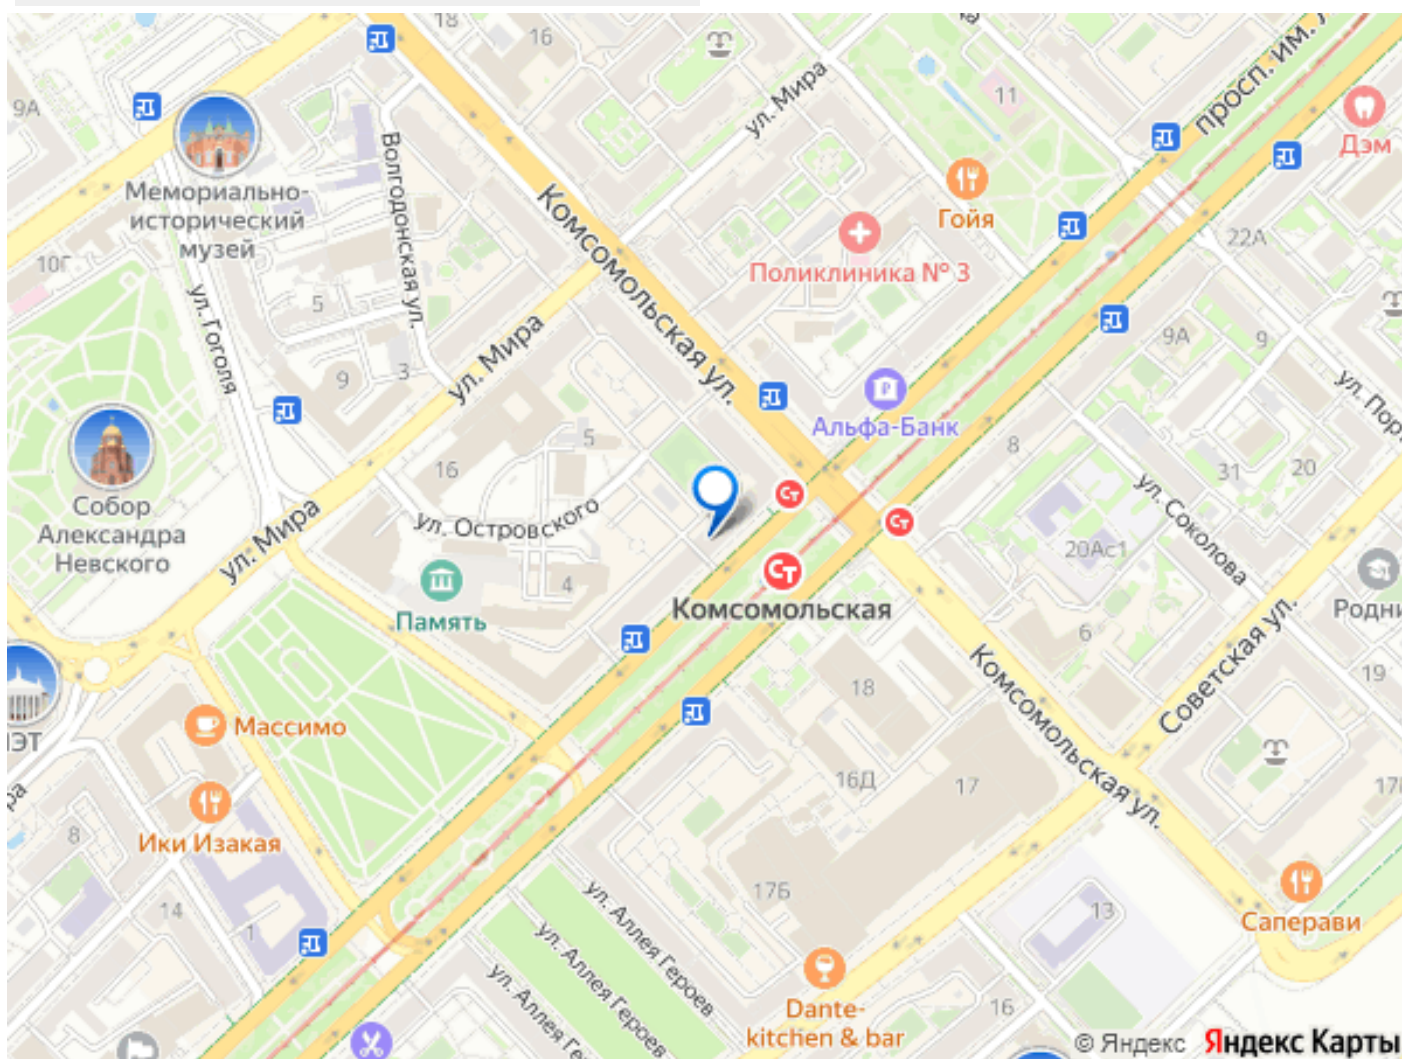 18
16
9А
ул. Мира
11
просп. им.
Дэм
Мемориально-
исторический
музей
Волгодонская ул.
Комсомольская ул.
Гойя
22А
Поликлиника № 3
10Г
5
ул. Гоголя
ул. Мира
9
3
9А
9
Альфа-Банк
ул. Пор
8
5
16
31
20
Собор
Александра
Невского
ул. Мира
ул. Островского
ул. Соколова
20Ас1
4
Память
Комсомольская
6
Родни
Советская ул.
19
18
Комсомольская ул.
Массимо
16Д
17
8
Ики Изакая
17Б
14
1
13
Саперави
ул. Аллея Героев
ул. Аллея Героев
ул. Аллея Ге
Dante-
kitchen & bar
16
© Яндекс Яндекс Карты